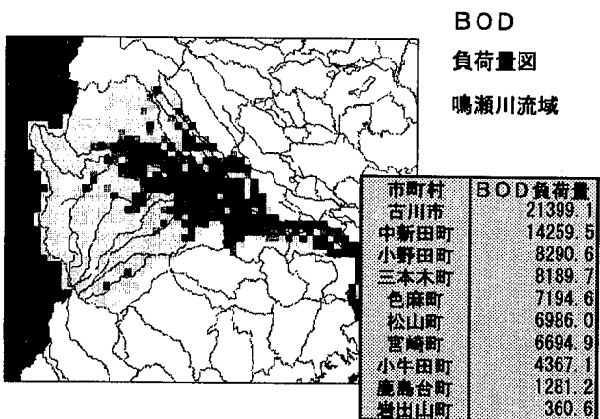 BOD
負荷量図
鳴瀬川流域
市町村 BOD負荷量
古川市 21399.1
中新田町 14259.5
小野田町 8290.6
三本木町 8189.7
色麻町 7194.6
松山町 6986.0
宮崎町 6694.9
小牛田町 4367.1
鹿島台町 1281.2
岩出山町 360.6